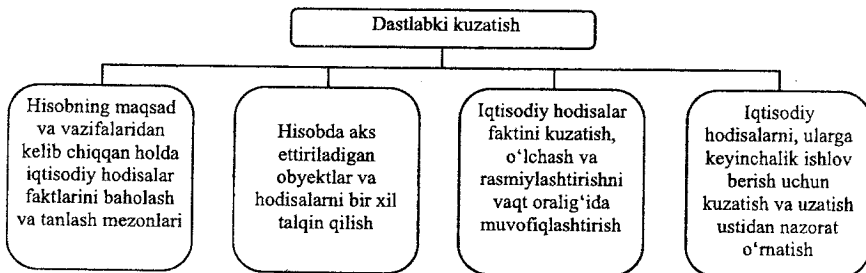 Dastlabki kuzatish
Hisobning maqsad
va vazifalaridan
kelib chiqqan holda
iqtisodiy hodisalar
faktlarini baholash
va tanlash mezonlari
Hisobda aks
ettiriladigan
obyektlar va
hodisalarni bir xil
talqin qilish
Iqtisodiy hodisalar
faktini kuzatish,
o‘lchash va
rasmiylashtirishni
vaqt oralig‘ida
muvofiqlashtirish
Iqtisodiy
hodisalarni, ularga
keyinchalik ishlov
berish uchun
kuzatish va uzatish
ustidan nazorat
o‘rnatish